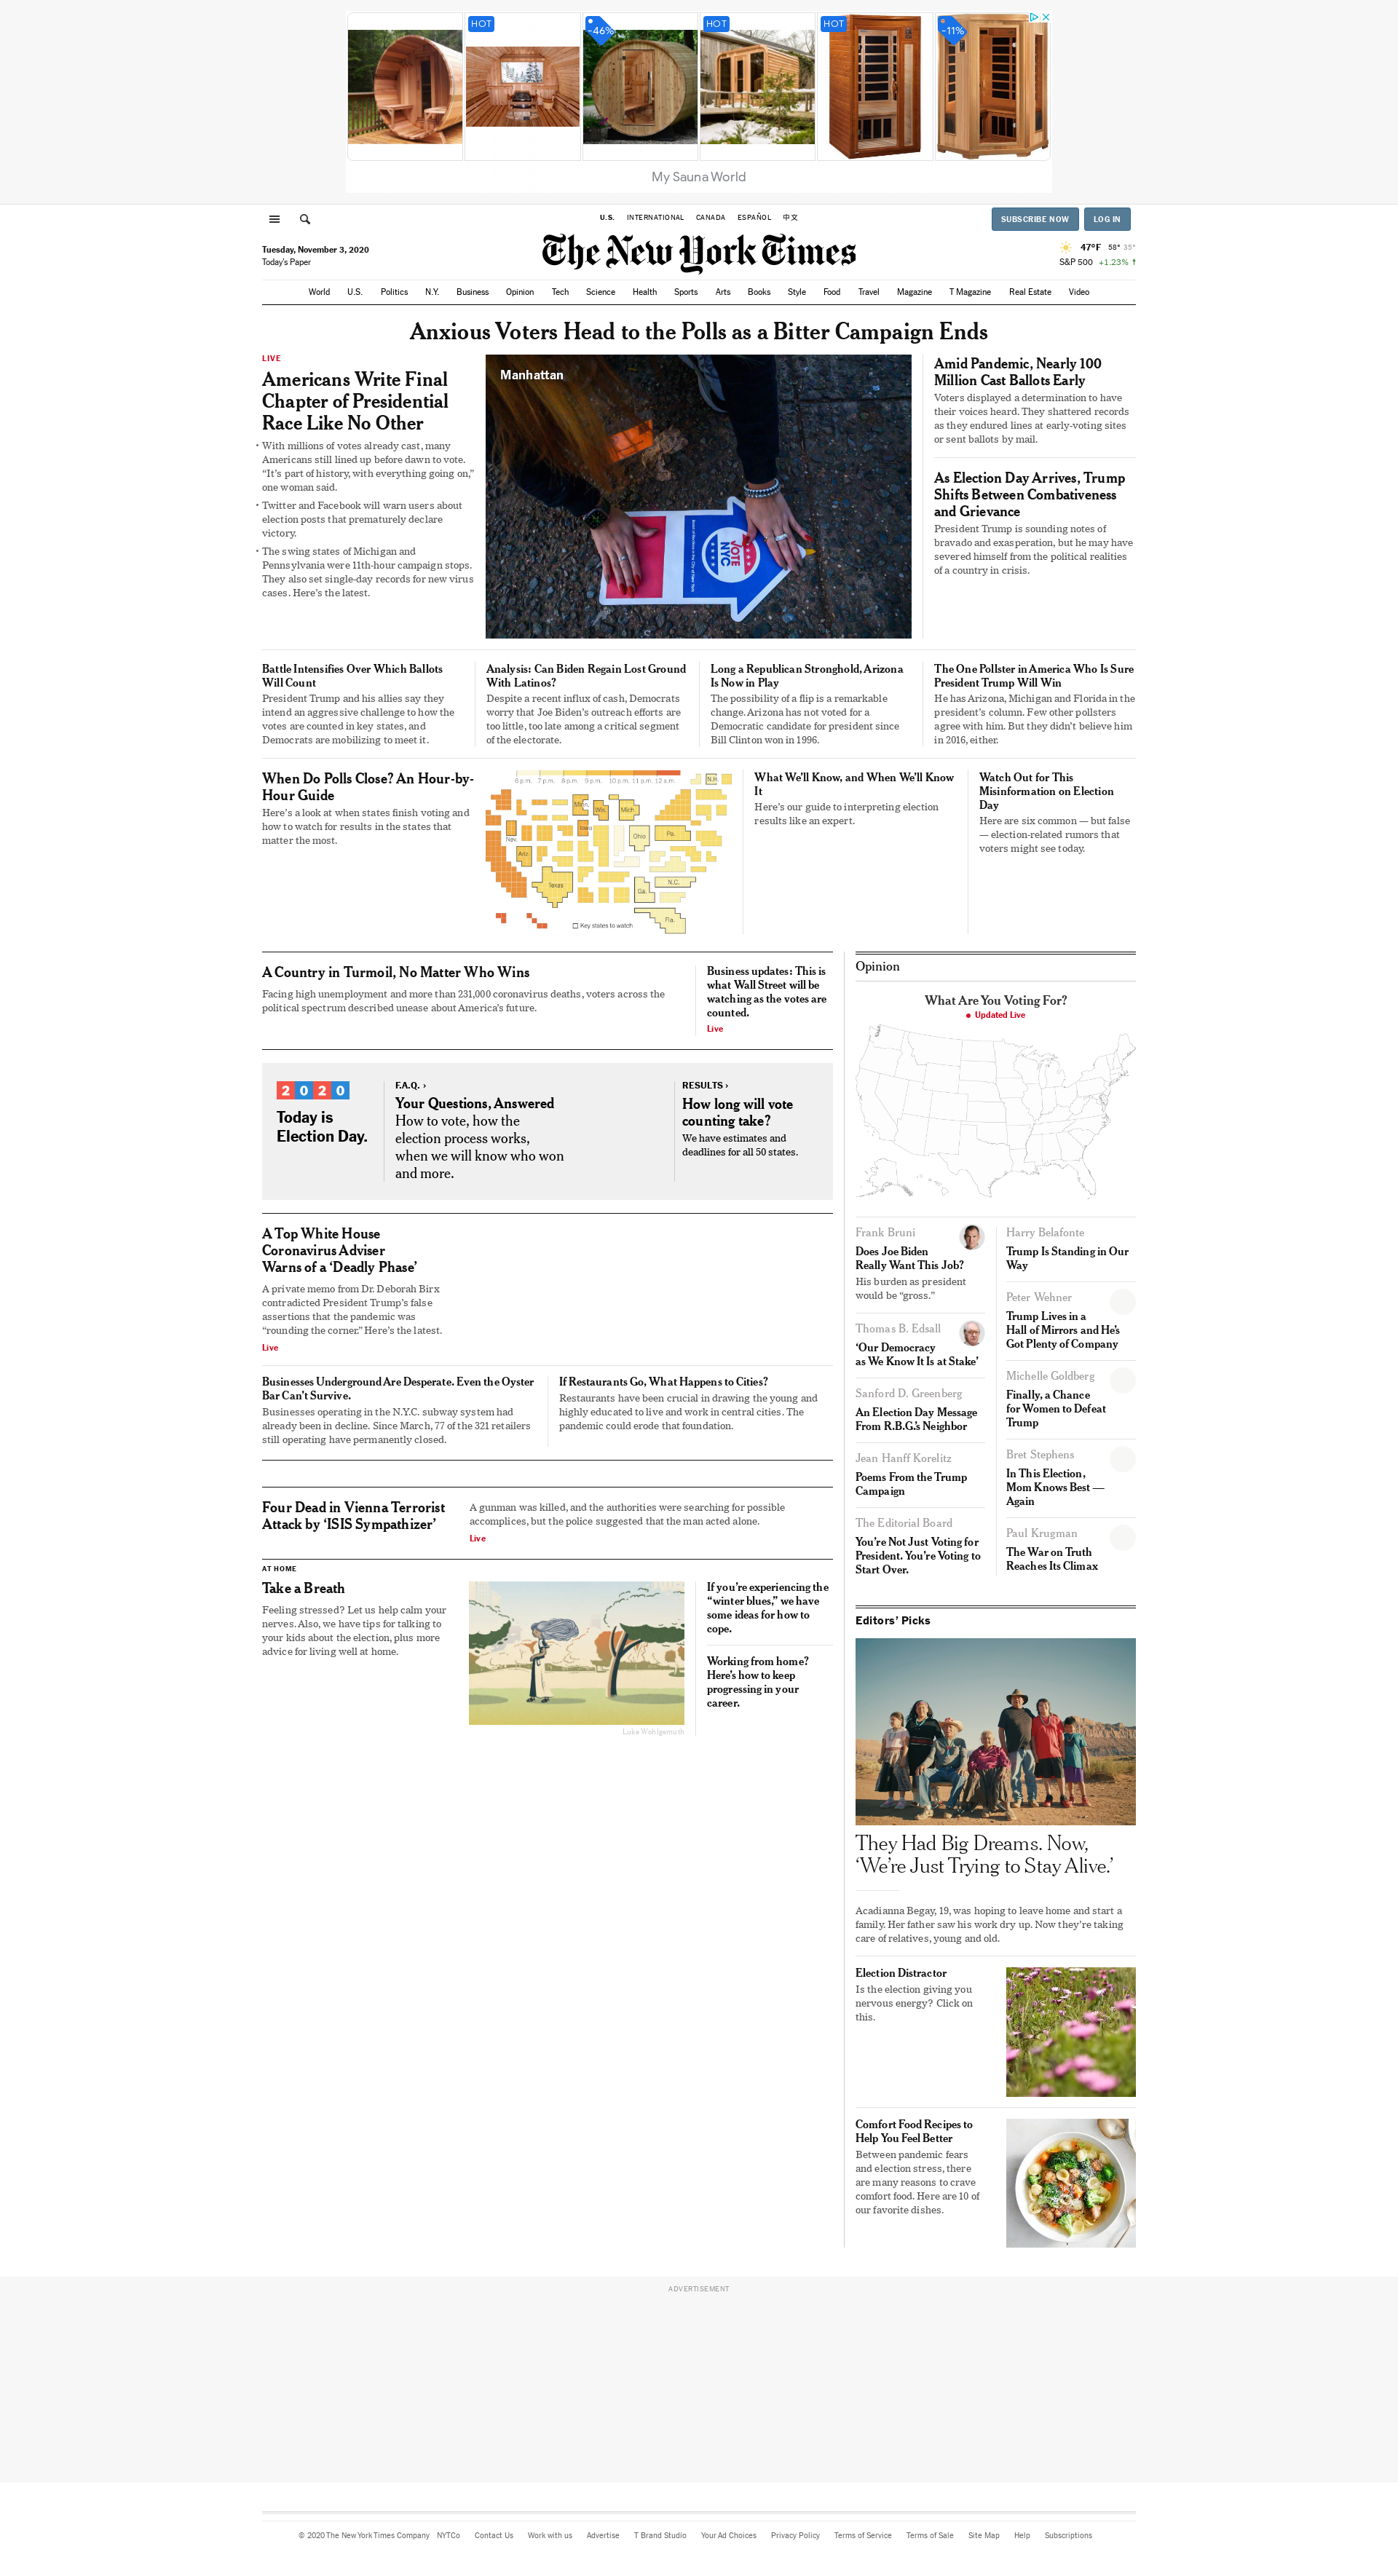 HOT
-46%
HOT
HOT
-11%
My Sauna World
U.S. INTERNATIONAL CANADA ESPAÑOL 中文
SUBSCRIBE NOW LOG IN
Tuesday, November 3, 2020
Today's Paper
The New York Times
47°F 58° 35°
S&P 500 +1.23% ↑
World U.S. Politics N.Y. Business Opinion Tech Science Health Sports Arts Books Style Food Travel Magazine T Magazine Real Estate Video
Anxious Voters Head to the Polls as a Bitter Campaign Ends
LIVE
Americans Write Final
Chapter of Presidential
Race Like No Other
• With millions of votes already cast, many
Americans still lined up before dawn to vote.
“It’s part of history, with everything going on,”
one woman said.
• Twitter and Facebook will warn users about
election posts that prematurely declare
victory.
• The swing states of Michigan and
Pennsylvania were 11th-hour campaign stops.
They also set single-day records for new virus
cases. Here’s the latest.
Manhattan
VOTE
NYC
Amid Pandemic, Nearly 100
Million Cast Ballots Early
Voters displayed a determination to have
their voices heard. They shattered records
as they endured lines at early-voting sites
or sent ballots by mail.
As Election Day Arrives, Trump
Shifts Between Combativeness
and Grievance
President Trump is sounding notes of
bravado and exasperation, but he may have
severed himself from the political realities
of a country in crisis.
Battle Intensifies Over Which Ballots
Will Count
President Trump and his allies say they
intend an aggressive challenge to how the
votes are counted in key states, and
Democrats are mobilizing to meet it.
Analysis: Can Biden Regain Lost Ground
With Latinos?
Despite a recent influx of cash, Democrats
worry that Joe Biden’s outreach efforts are
too little, too late among a critical segment
of the electorate.
Long a Republican Stronghold, Arizona
Is Now in Play
The possibility of a flip is a remarkable
change. Arizona has not voted for a
Democratic candidate for president since
Bill Clinton won in 1996.
The One Pollster in America Who Is Sure
President Trump Will Win
He has Arizona, Michigan and Florida in the
president’s column. Few other pollsters
agree with him. But they didn’t believe him
in 2016, either.
When Do Polls Close? An Hour-by-
Hour Guide
Here’s a look at when states finish voting and
how to watch for results in the states that
matter the most.
6 p.m. 7 p.m. 8 p.m. 9 p.m. 10 p.m. 11 p.m. 12 a.m.
N.H.
Minn.
Wis.
Mich.
Nev.
Iowa
Ohio
Pa.
Ariz.
N.C.
Texas
Ga.
Fla.
Key states to watch
What We’ll Know, and When We’ll Know
It
Here’s our guide to interpreting election
results like an expert.
Watch Out for This
Misinformation on Election
Day
Here are six common — but false
— election-related rumors that
voters might see today.
A Country in Turmoil, No Matter Who Wins
Facing high unemployment and more than 231,000 coronavirus deaths, voters across the
political spectrum described unease about America’s future.
Business updates: This is
what Wall Street will be
watching as the votes are
counted.
Live
2020
Today is
Election Day.
F.A.Q. ›
Your Questions, Answered
How to vote, how the
election process works,
when we will know who won
and more.
RESULTS ›
How long will vote
counting take?
We have estimates and
deadlines for all 50 states.
A Top White House
Coronavirus Adviser
Warns of a ‘Deadly Phase’
A private memo from Dr. Deborah Birx
contradicted President Trump’s false
assertions that the pandemic was
“rounding the corner.” Here’s the latest.
Live
Businesses Underground Are Desperate. Even the Oyster
Bar Can’t Survive.
Businesses operating in the N.Y.C. subway system had
already been in decline. Since March, 77 of the 321 retailers
still operating have permanently closed.
If Restaurants Go, What Happens to Cities?
Restaurants have been crucial in drawing the young and
highly educated to live and work in central cities. The
pandemic could erode that foundation.
Four Dead in Vienna Terrorist
Attack by ‘ISIS Sympathizer’
A gunman was killed, and the authorities were searching for possible
accomplices, but the police suggested that the man acted alone.
Live
AT HOME
Take a Breath
Feeling stressed? Let us help calm your
nerves. Also, we have tips for talking to
your kids about the election, plus more
advice for living well at home.
Luke Wohlgemuth
If you’re experiencing the
“winter blues,” we have
some ideas for how to
cope.
Working from home?
Here’s how to keep
progressing in your
career.
Opinion
What Are You Voting For?
Updated Live
Frank Bruni
Does Joe Biden
Really Want This Job?
His burden as president
would be “gross.”
Thomas B. Edsall
‘Our Democracy
as We Know It Is at Stake’
Sanford D. Greenberg
An Election Day Message
From R.B.G.’s Neighbor
Jean Hanff Korelitz
Poems From the Trump
Campaign
The Editorial Board
You’re Not Just Voting for
President. You’re Voting to
Start Over.
Harry Belafonte
Trump Is Standing in Our
Way
Peter Wehner
Trump Lives in a
Hall of Mirrors and He’s
Got Plenty of Company
Michelle Goldberg
Finally, a Chance
for Women to Defeat
Trump
Bret Stephens
In This Election,
Mom Knows Best —
Again
Paul Krugman
The War on Truth
Reaches Its Climax
Editors’ Picks
They Had Big Dreams. Now,
‘We’re Just Trying to Stay Alive.’
Acadianna Begay, 19, was hoping to leave home and start a
family. Her father saw his work dry up. Now they’re taking
care of relatives, young and old.
Election Distractor
Is the election giving you
nervous energy? Click on
this.
Comfort Food Recipes to
Help You Feel Better
Between pandemic fears
and election stress, there
are many reasons to crave
comfort food. Here are 10 of
our favorite dishes.
ADVERTISEMENT
© 2020 The New York Times Company NYTCo Contact Us Work with us Advertise T Brand Studio Your Ad Choices Privacy Policy Terms of Service Terms of Sale Site Map Help Subscriptions